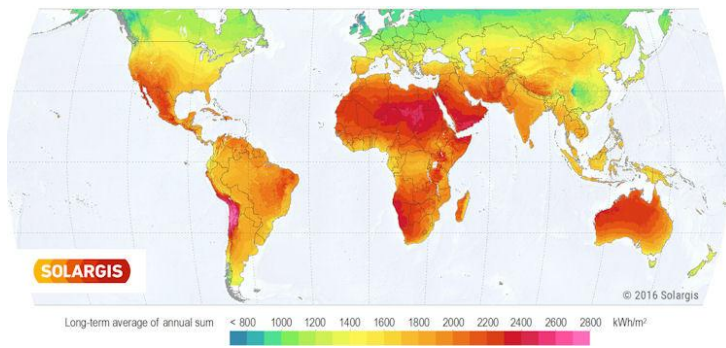 SOLARGIS
© 2016 Solargis
Long-term average of annual sum < 800 1000 1200 1400 1600 1800 2000 2200 2400 2600 2800 kWh/m²